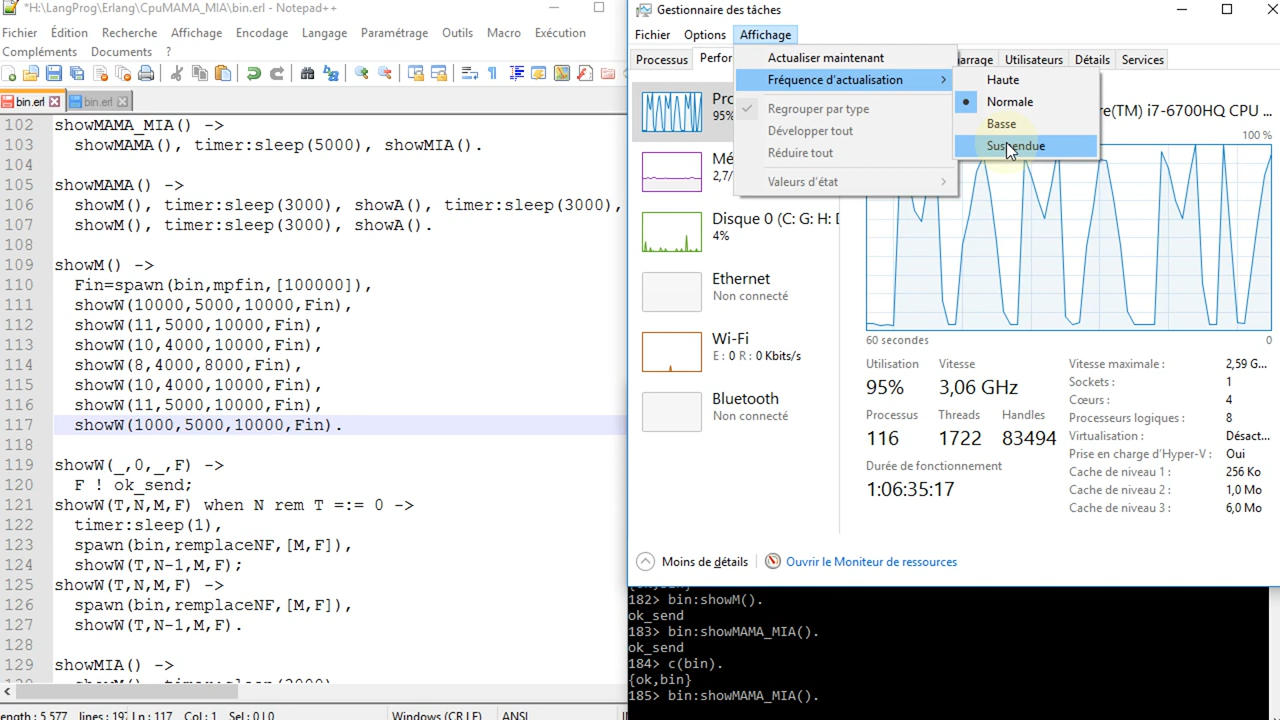 *H:\LangProg\Erlang\CpuMAMA_MIA\bin.erl - Notepad++
Fichier Édition Recherche Affichage Encodage Langage Paramétrage Outils Macro Exécution
Compléments Documents ?
bin.erl bin.erl
102 showMAMA_MIA() ->
103 showMAMA(), timer:sleep(5000), showMIA().
104
105 showMAMA() ->
106 showM(), timer:sleep(3000), showA(), timer:sleep(3000),
107 showM(), timer:sleep(3000), showA().
108
109 showM() ->
110 Fin=spawn(bin,mpfin,[100000]),
111 showW(10000,5000,10000,Fin),
112 showW(11,5000,10000,Fin),
113 showW(10,4000,10000,Fin),
114 showW(8,4000,8000,Fin),
115 showW(10,4000,10000,Fin),
116 showW(11,5000,10000,Fin),
117 showW(1000,5000,10000,Fin).
118
119 showW(_,0,_,F) ->
120 F ! ok_send;
121 showW(T,N,M,F) when N rem T =:= 0 ->
122 timer:sleep(1),
123 spawn(bin,remplaceNF,[M,F]),
124 showW(T,N-1,M,F);
125 showW(T,N,M,F) ->
126 spawn(bin,remplaceNF,[M,F]),
127 showW(T,N-1,M,F).
128
129 showMIA() ->
Ln : 117 Col : 1 Sel : 0 | 0 Windows (CR LF) ANSI
Gestionnaire des tâches
Fichier Options Affichage
Processus Perfor arrage Utilisateurs Détails Services
Actualiser maintenant
Fréquence d'actualisation
Regrouper par type
Développer tout
Réduire tout
Valeurs d'état
Haute
Normale
Basse
Suspendue
Pro
95%
Mé
2,7/
Disque 0 (C: G: H: D
4%
Ethernet
Non connecté
Wi-Fi
E : 0 R : 0 Kbits/s
Bluetooth
Non connecté
re(TM) i7-6700HQ CPU ...
100 %
60 secondes 0
Utilisation Vitesse
95% 3,06 GHz
Processus Threads Handles
116 1722 83494
Durée de fonctionnement
1:06:35:17
Vitesse maximale : 2,59 G...
Sockets : 1
Cœurs : 4
Processeurs logiques : 8
Virtualisation : Désact...
Prise en charge d'Hyper-V : Oui
Cache de niveau 1 : 256 Ko
Cache de niveau 2 : 1,0 Mo
Cache de niveau 3 : 6,0 Mo
Moins de détails Ouvrir le Moniteur de ressources
182> bin:showM().
ok_send
183> bin:showMAMA_MIA().
ok_send
184> c(bin).
{ok,bin}
185> bin:showMAMA_MIA().